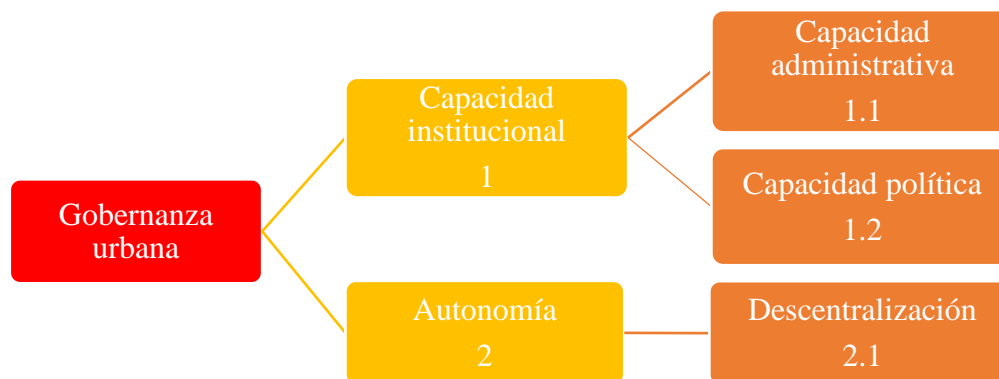 Gobernanza
urbana
Capacidad
institucional
1
Capacidad
administrativa
1.1
Capacidad política
1.2
Autonomía
2
Descentralización
2.1